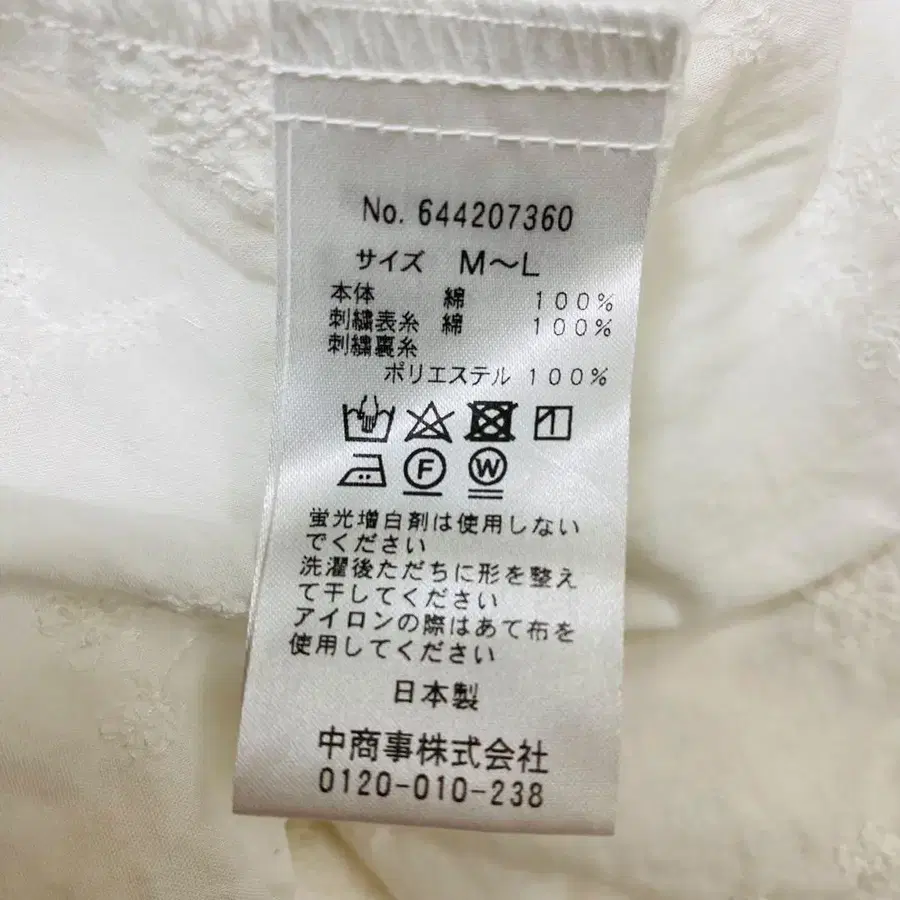 No. 644207360
サイズ M～L
本体 綿 100%
刺繍表糸 綿 100%
刺繍裏糸
ポリエステル 100%
F W
蛍光増白剤は使用しない
でください
洗濯後ただちに形を整え
て干してください
アイロンの際はあて布を
使用してください
日本製
中商事株式会社
0120-010-238